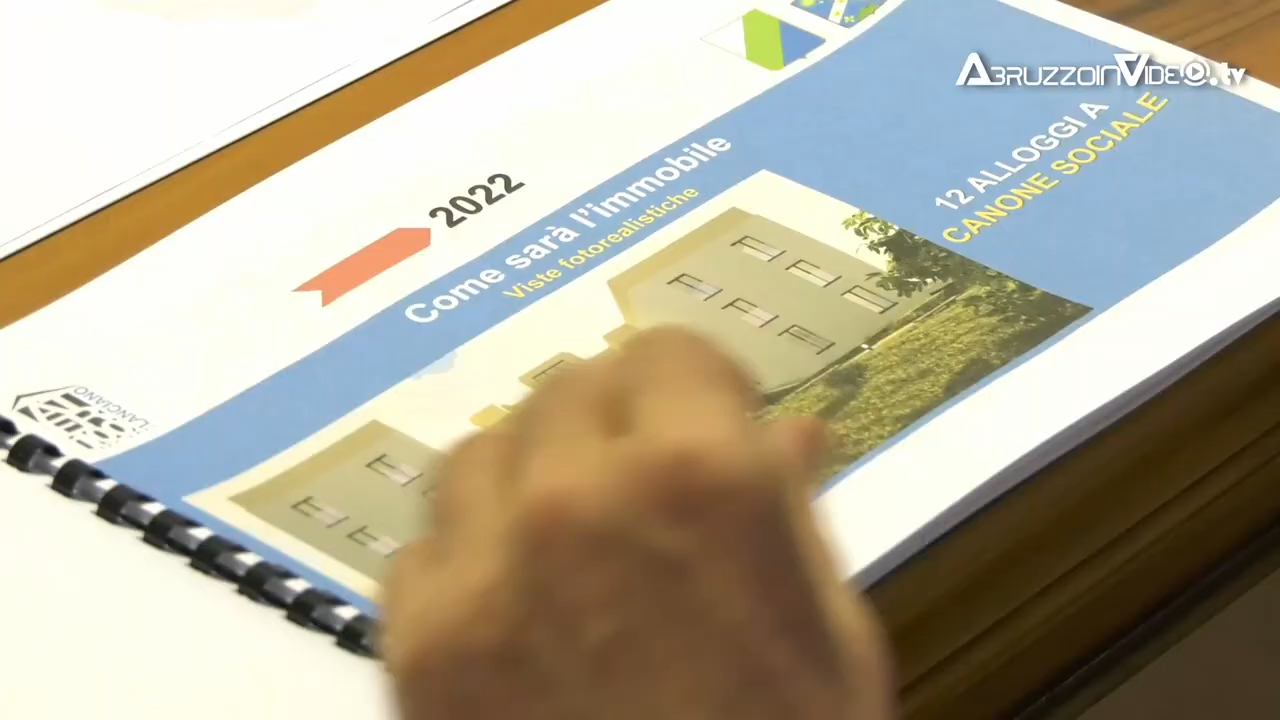 ABRUZZOINVIDEO.tv
2022
Come sarà l'immobile
Viste fotorealistiche
12 ALLOGGI A
CANONE SOCIALE
LANCIANO